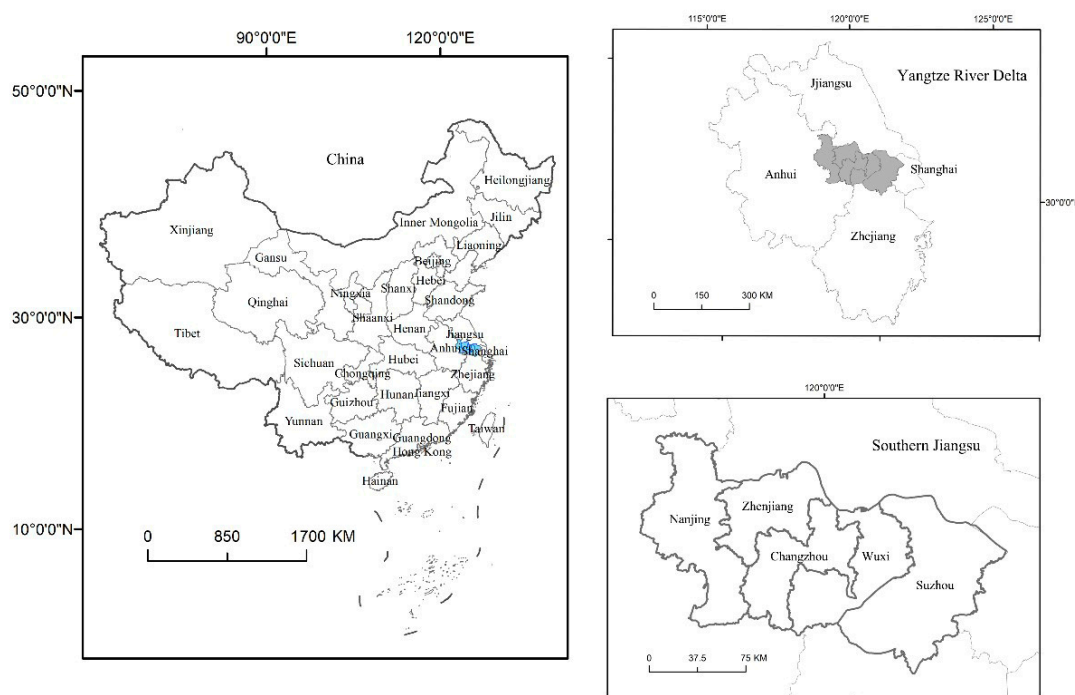 90°0'0"E
120°0'0"E
50°0'0"N
30°0'0"N
10°0'0"N
China
Heilongjiang
Jilin
Inner Mongolia
Liaoning
Xinjiang
Gansu
Beijing
Hebei
Shanxi
Ningxia
Qinghai
Shandong
Shaanxi
Tibet
Henan
Jiangsu
Anhui
Shanghai
Sichuan
Hubei
Chongqing
Zhejiang
Hunan
Jiangxi
Guizhou
Fujian
Yunnan
Taiwan
Guangxi
Guangdong
Hong Kong
Hainan
0 850 1700 KM
115°0'0"E
120°0'0"E
125°0'0"E
Yangtze River Delta
Jjiangsu
Anhui
Shanghai
30°0'0"N
Zhejiang
0 150 300 KM
120°0'0"E
Southern Jiangsu
Zhenjiang
Nanjing
Changzhou
Wuxi
Suzhou
0 37.5 75 KM